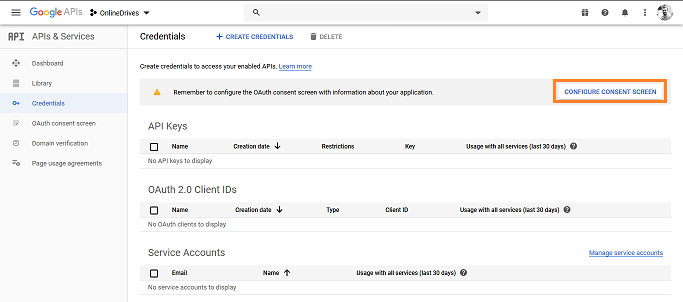 Google APIs OnlineDrives
API APIs & Services
Credentials + CREATE CREDENTIALS DELETE
Dashboard
Library
Credentials
OAuth consent screen
Domain verification
Page usage agreements
Create credentials to access your enabled APIs. Learn more
Remember to configure the OAuth consent screen with information about your application. CONFIGURE CONSENT SCREEN
API Keys
Name Creation date Restrictions Key Usage with all services (last 30 days)
No API keys to display
OAuth 2.0 Client IDs
Name Creation date Type Client ID Usage with all services (last 30 days)
No OAuth clients to display
Service Accounts Manage service accounts
Email Name Usage with all services (last 30 days)
No service accounts to display